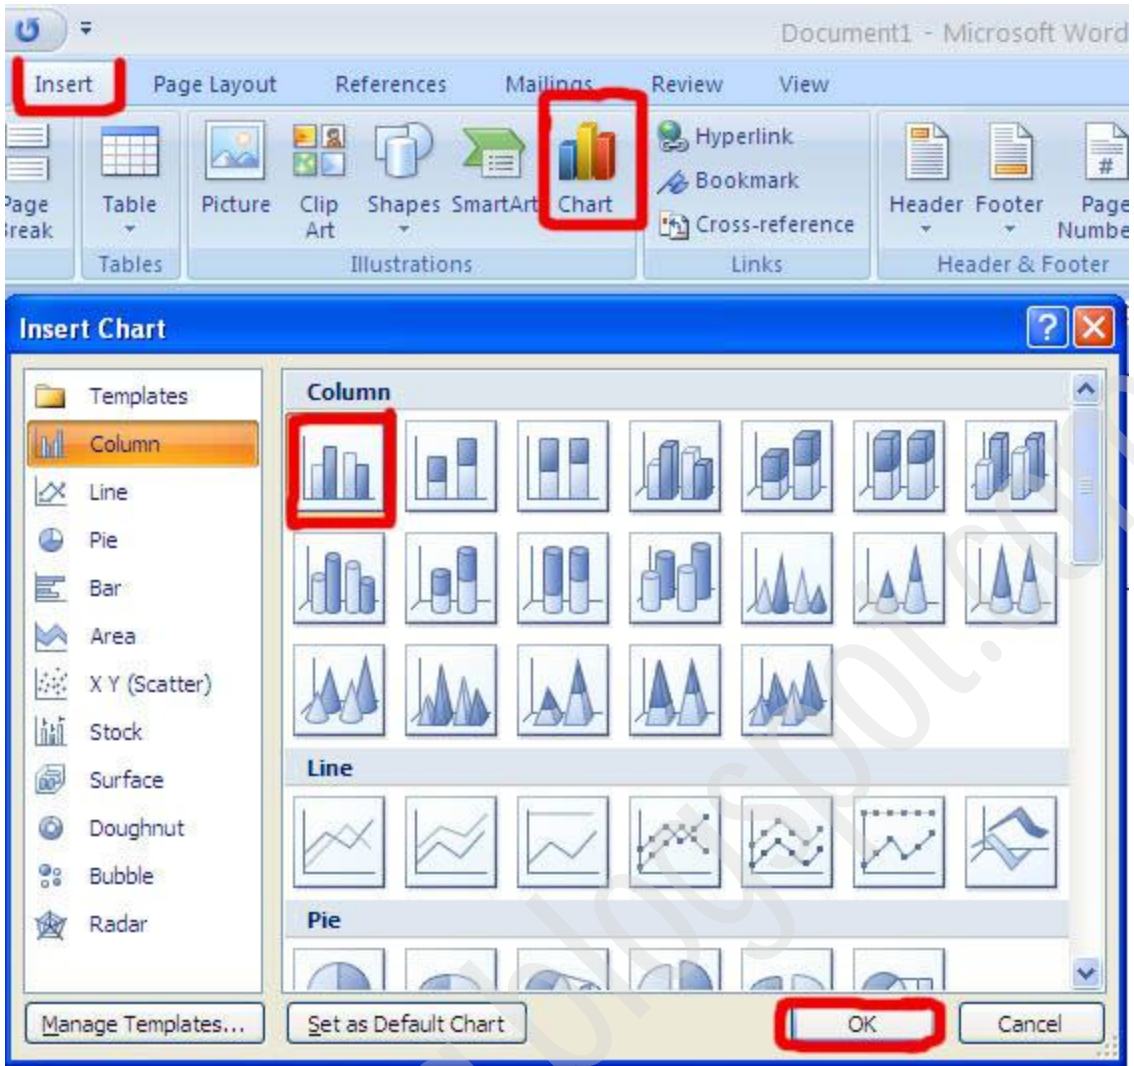 Document1 - Microsoft Word
Insert Page Layout References Mailings Review View
Page Break
Table
Picture
Clip Art
Shapes
SmartArt
Chart
Hyperlink
Bookmark
Cross-reference
Header
Footer
Page
#
Tables
Illustrations
Links
Header & Footer
Insert Chart
?
Templates
Column
Line
Pie
Bar
Area
X Y (Scatter)
Stock
Surface
Doughnut
Bubble
Radar
Column
Line
Pie
Manage Templates...
Set as Default Chart
OK
Cancel
blogspot.com